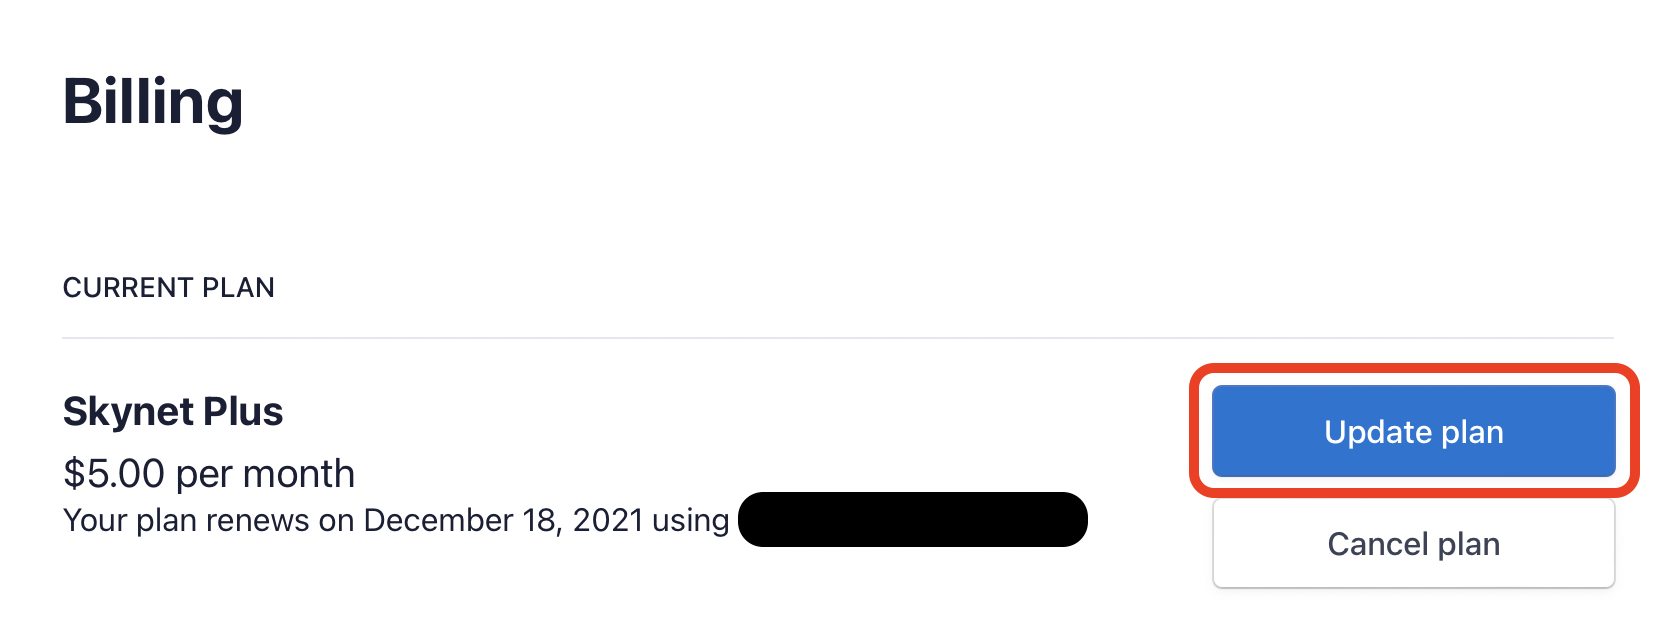 Billing
CURRENT PLAN
Skynet Plus
$5.00 per month
Your plan renews on December 18, 2021 using
Update plan
Cancel plan